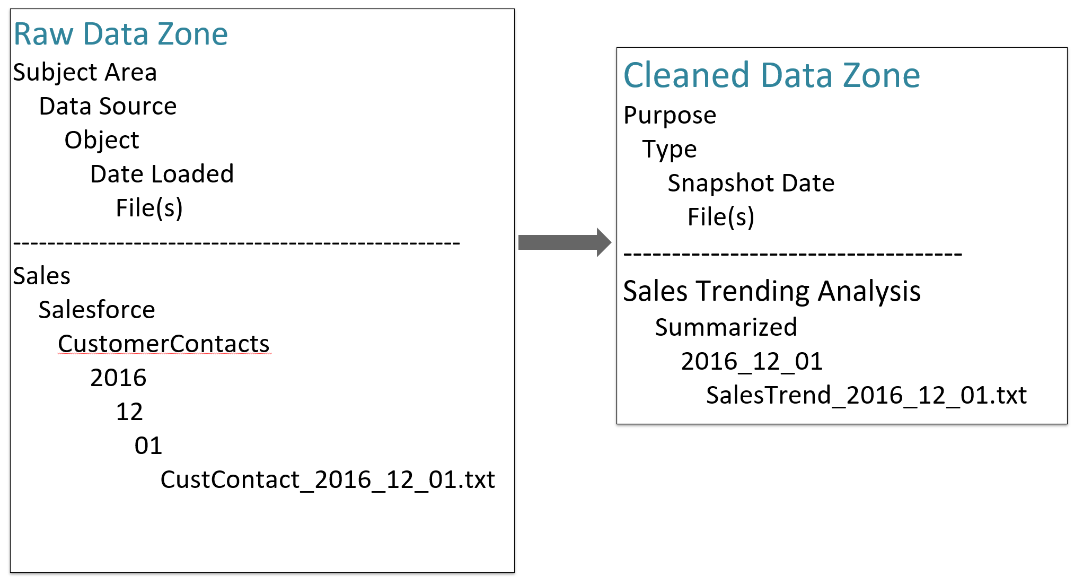 Raw Data Zone
Subject Area
Data Source
Object
Date Loaded
File(s)
---------------------------------------------------
Sales
Salesforce
CustomerContacts
2016
12
01
CustContact_2016_12_01.txt
Cleaned Data Zone
Purpose
Type
Snapshot Date
File(s)
-----------------------------------
Sales Trending Analysis
Summarized
2016_12_01
SalesTrend_2016_12_01.txt